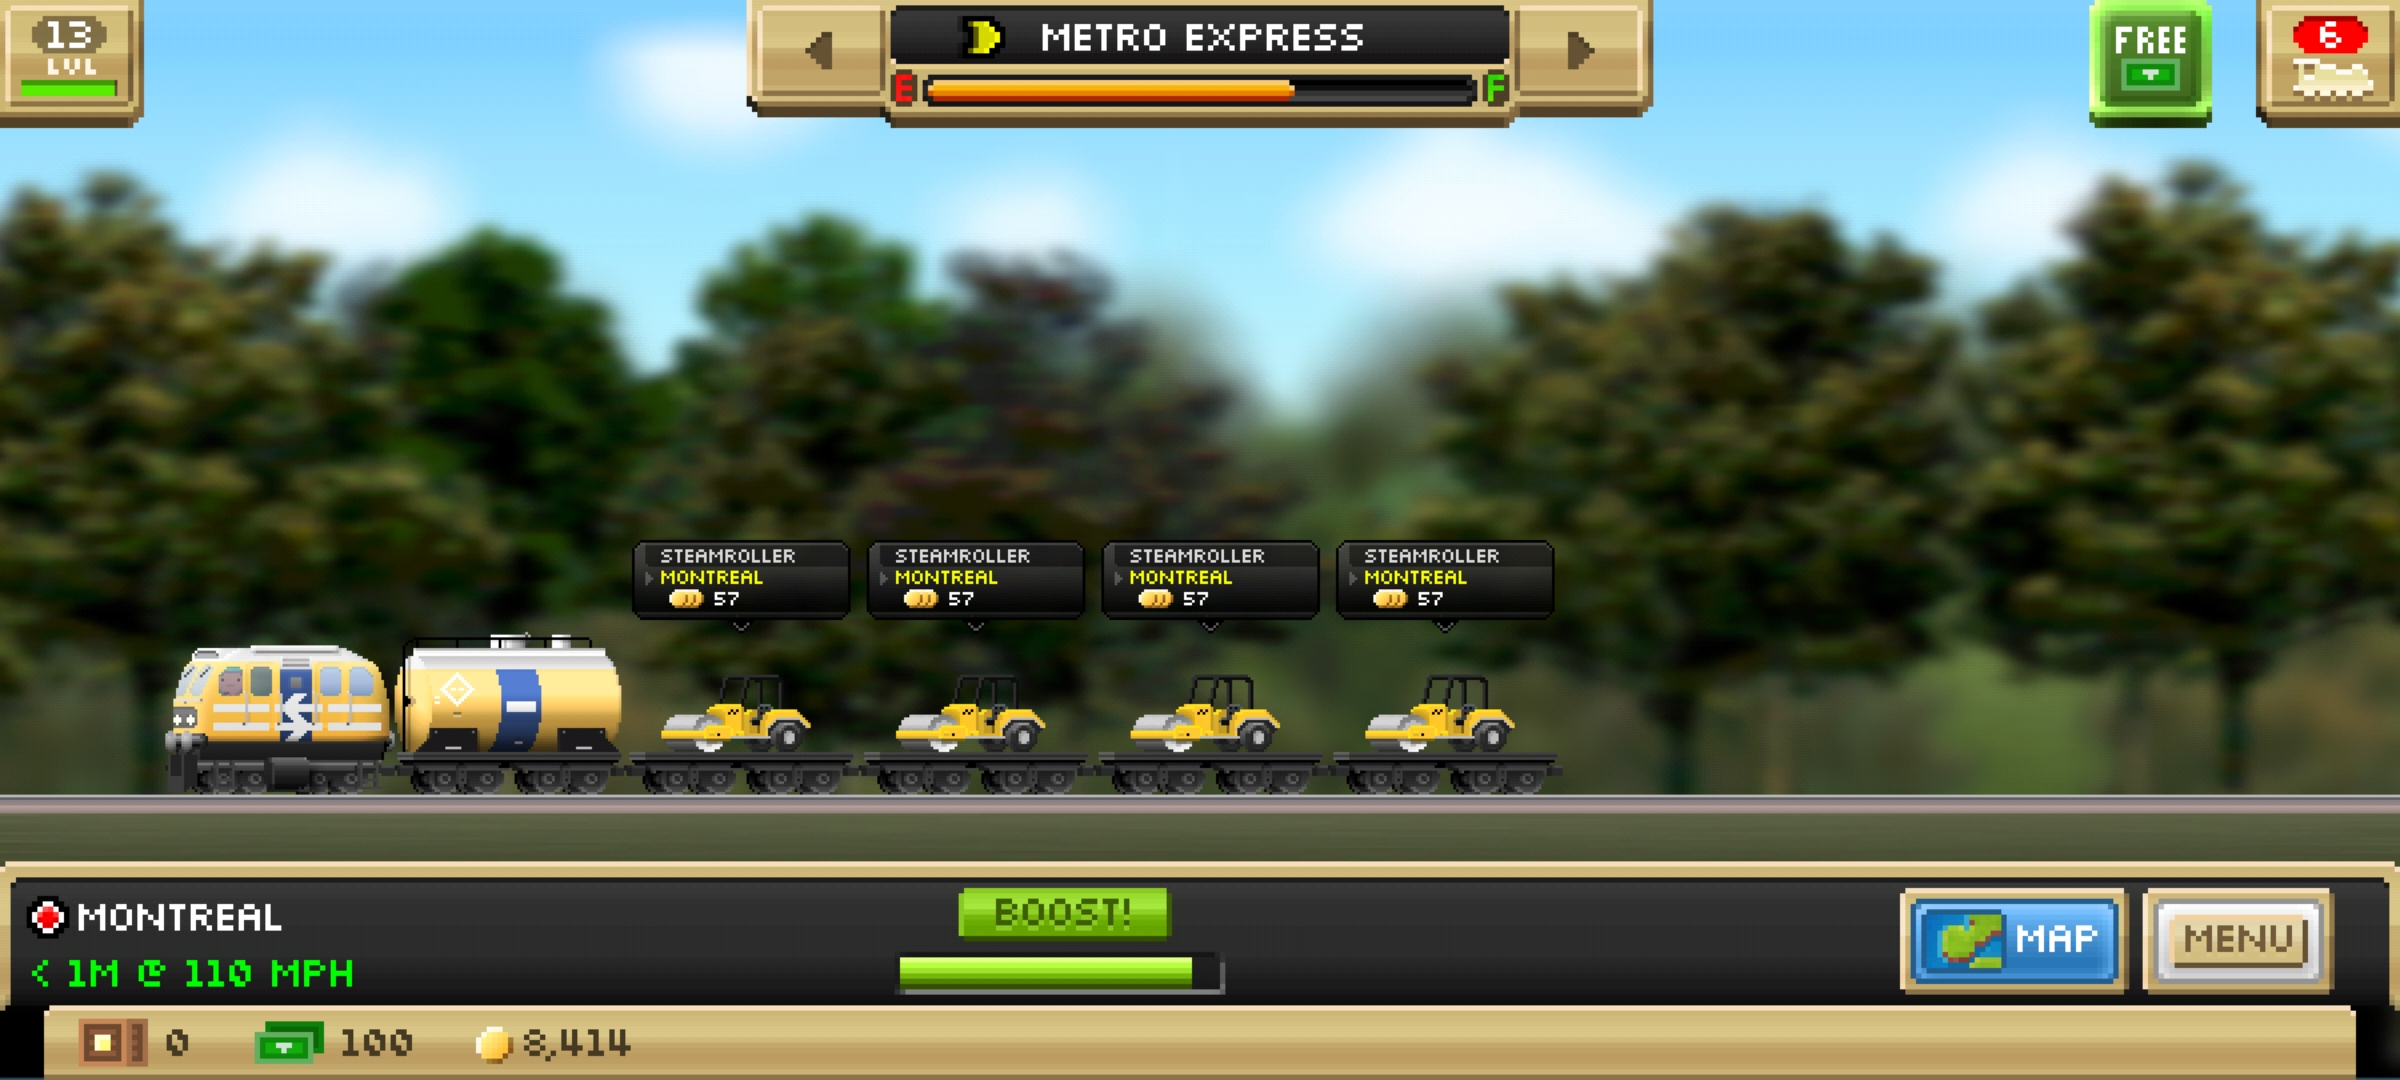 13
LVL
METRO EXPRESS
E F
FREE
6
STEAMROLLER
MONTREAL
57
STEAMROLLER
MONTREAL
57
STEAMROLLER
MONTREAL
57
STEAMROLLER
MONTREAL
57
MONTREAL
< 1M @ 110 MPH
BOOST!
MAP
MENU
0
100
8,414